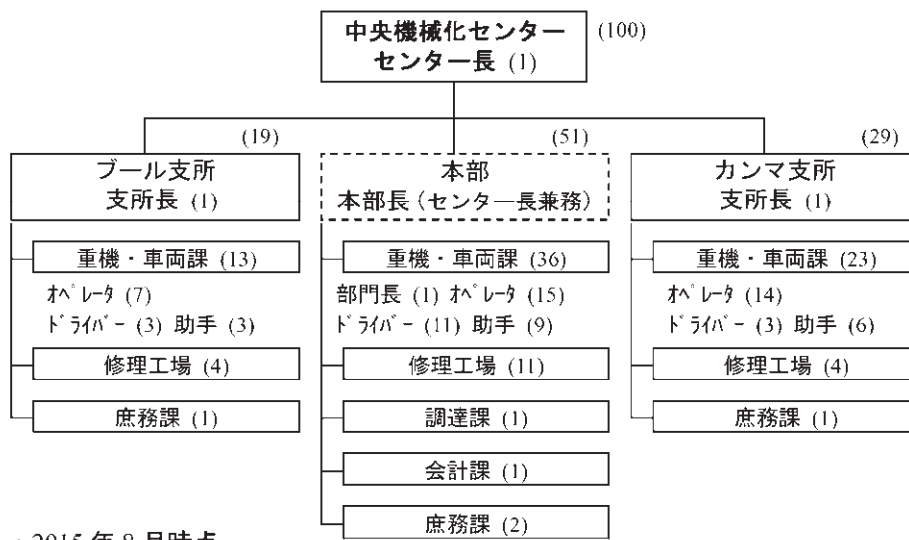 中央機械化センター (100)
センター長 (1)
(19) (51) (29)
ブール支所
支所長 (1)
重機・車両課 (13)
ｵﾍﾟﾚｰﾀ (7)
ﾄﾞﾗｲﾊﾞｰ (3) 助手 (3)
修理工場 (4)
庶務課 (1)
本部
本部長（センター長兼務）
重機・車両課 (36)
部門長 (1) ｵﾍﾟﾚｰﾀ (15)
ﾄﾞﾗｲﾊﾞｰ (11) 助手 (9)
修理工場 (11)
調達課 (1)
会計課 (1)
庶務課 (2)
カンマ支所
支所長 (1)
重機・車両課 (23)
ｵﾍﾟﾚｰﾀ (14)
ﾄﾞﾗｲﾊﾞｰ (3) 助手 (6)
修理工場 (4)
庶務課 (1)
2015 年 8 月時点